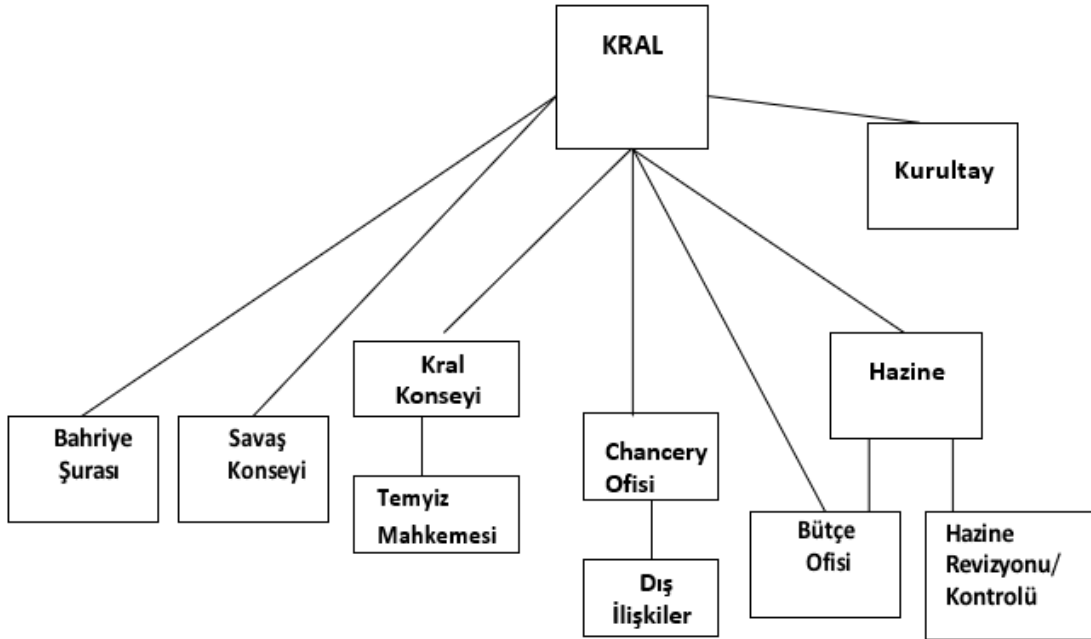 KRAL
Kurultay
Kral
Konseyi
Hazine
Bahriye
Şurası
Savaş
Konseyi
Chancery
Ofisi
Temyiz
Mahkemesi
Bütçe
Ofisi
Hazine
Revizyonu/
Kontrolü
Dış
İlişkiler